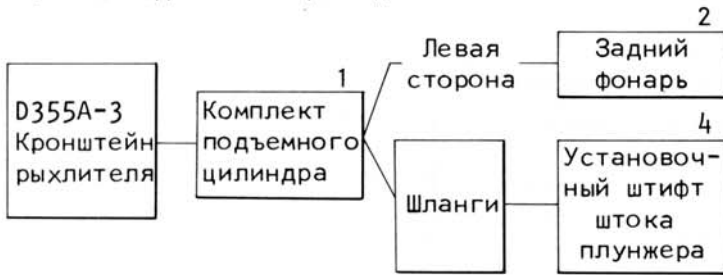 D355A-3
Кронштейн
рыхлителя
1
Комплект
подъемного
цилиндра
Левая
сторона
2
Задний
фонарь
Шланги
4
Установоч-
ный штифт
штока
плунжера